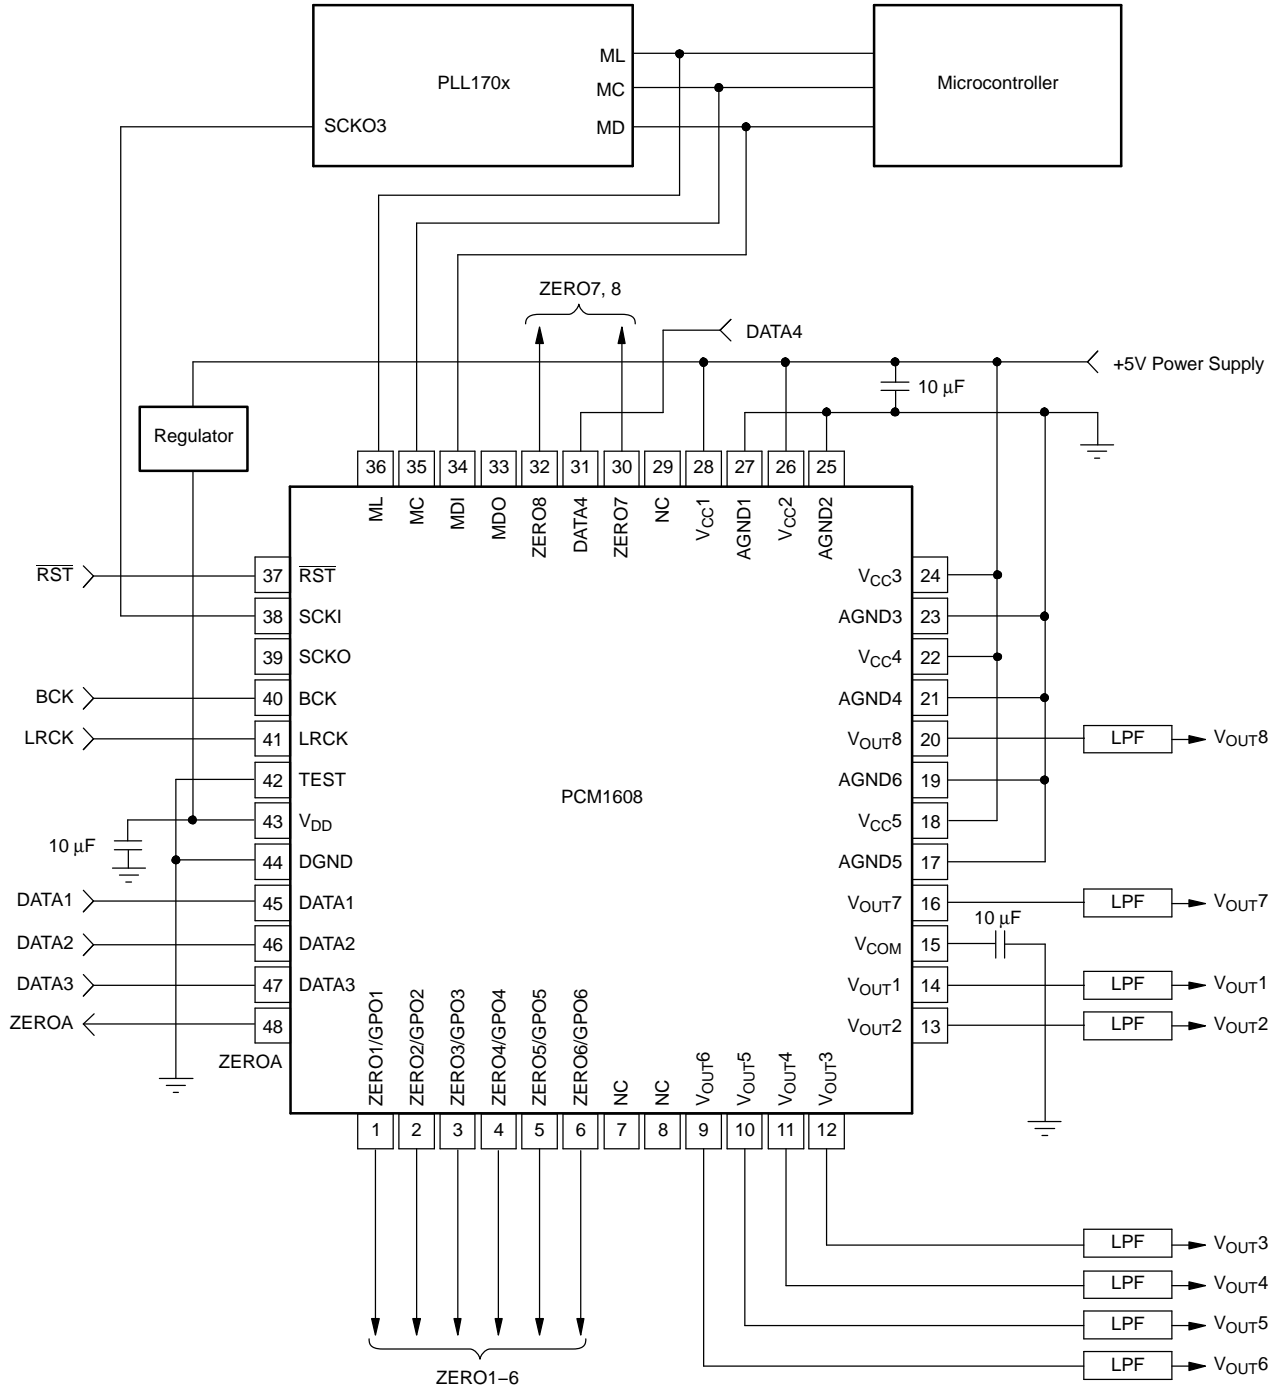 PLL170x
ML
MC
MD
SCKO3
Microcontroller
ZERO7, 8
DATA4
+5V Power Supply
10 µF
Regulator
36
35
34
33
32
31
30
29
28
27
26
25
ML
MC
MDI
MDO
ZERO8
DATA4
ZERO7
NC
VCC1
AGND1
VCC2
AGND2
RST
37
RST
38
SCKI
39
SCKO
BCK
40
BCK
LRCK
41
LRCK
42
TEST
43
VDD
10 µF
44
DGND
DATA1
45
DATA1
DATA2
46
DATA2
DATA3
47
DATA3
ZEROA
48
ZEROA
PCM1608
VCC3
24
AGND3
23
VCC4
22
AGND4
21
VOUT8
20
LPF
VOUT8
AGND6
19
VCC5
18
AGND5
17
VOUT7
16
LPF
VOUT7
10 µF
VCOM
15
VOUT1
14
LPF
VOUT1
VOUT2
13
LPF
VOUT2
ZERO1/GPO1
ZERO2/GPO2
ZERO3/GPO3
ZERO4/GPO4
ZERO5/GPO5
ZERO6/GPO6
NC
NC
VOUT6
VOUT5
VOUT4
VOUT3
1
2
3
4
5
6
7
8
9
10
11
12
LPF
VOUT3
LPF
VOUT4
LPF
VOUT5
LPF
VOUT6
ZERO1–6